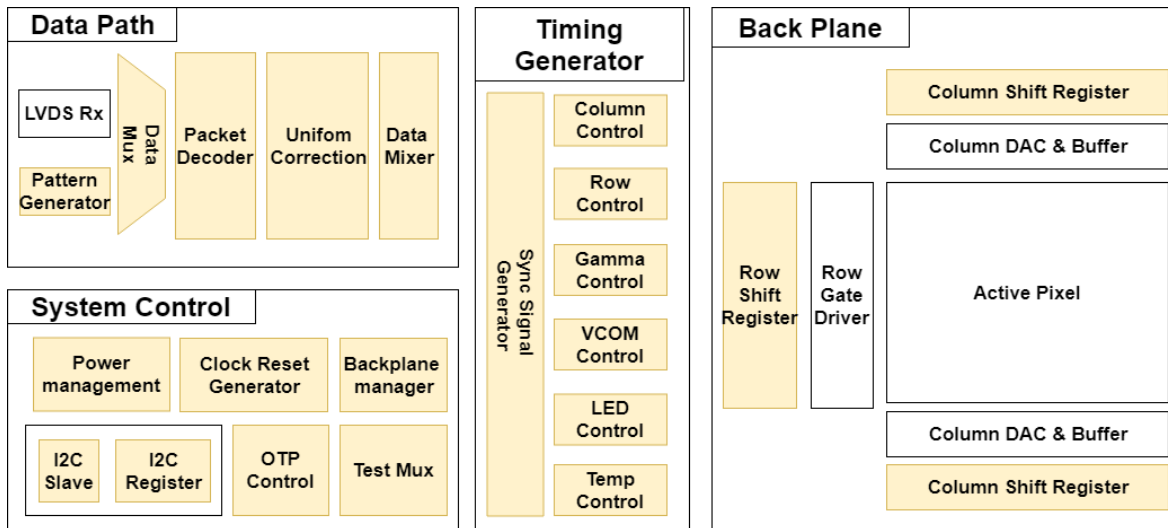 Data Path
LVDS Rx
Pattern
Generator
Data
Mux
Packet
Decoder
Unifom
Correction
Data
Mixer
System Control
Power
management
Clock Reset
Generator
Backplane
manager
I2C
Slave
I2C
Register
OTP
Control
Test Mux
Timing
Generator
Sync Signal
Generator
Column
Control
Row
Control
Gamma
Control
VCOM
Control
LED
Control
Temp
Control
Back Plane
Column Shift Register
Column DAC & Buffer
Row
Shift
Register
Row
Gate
Driver
Active Pixel
Column DAC & Buffer
Column Shift Register